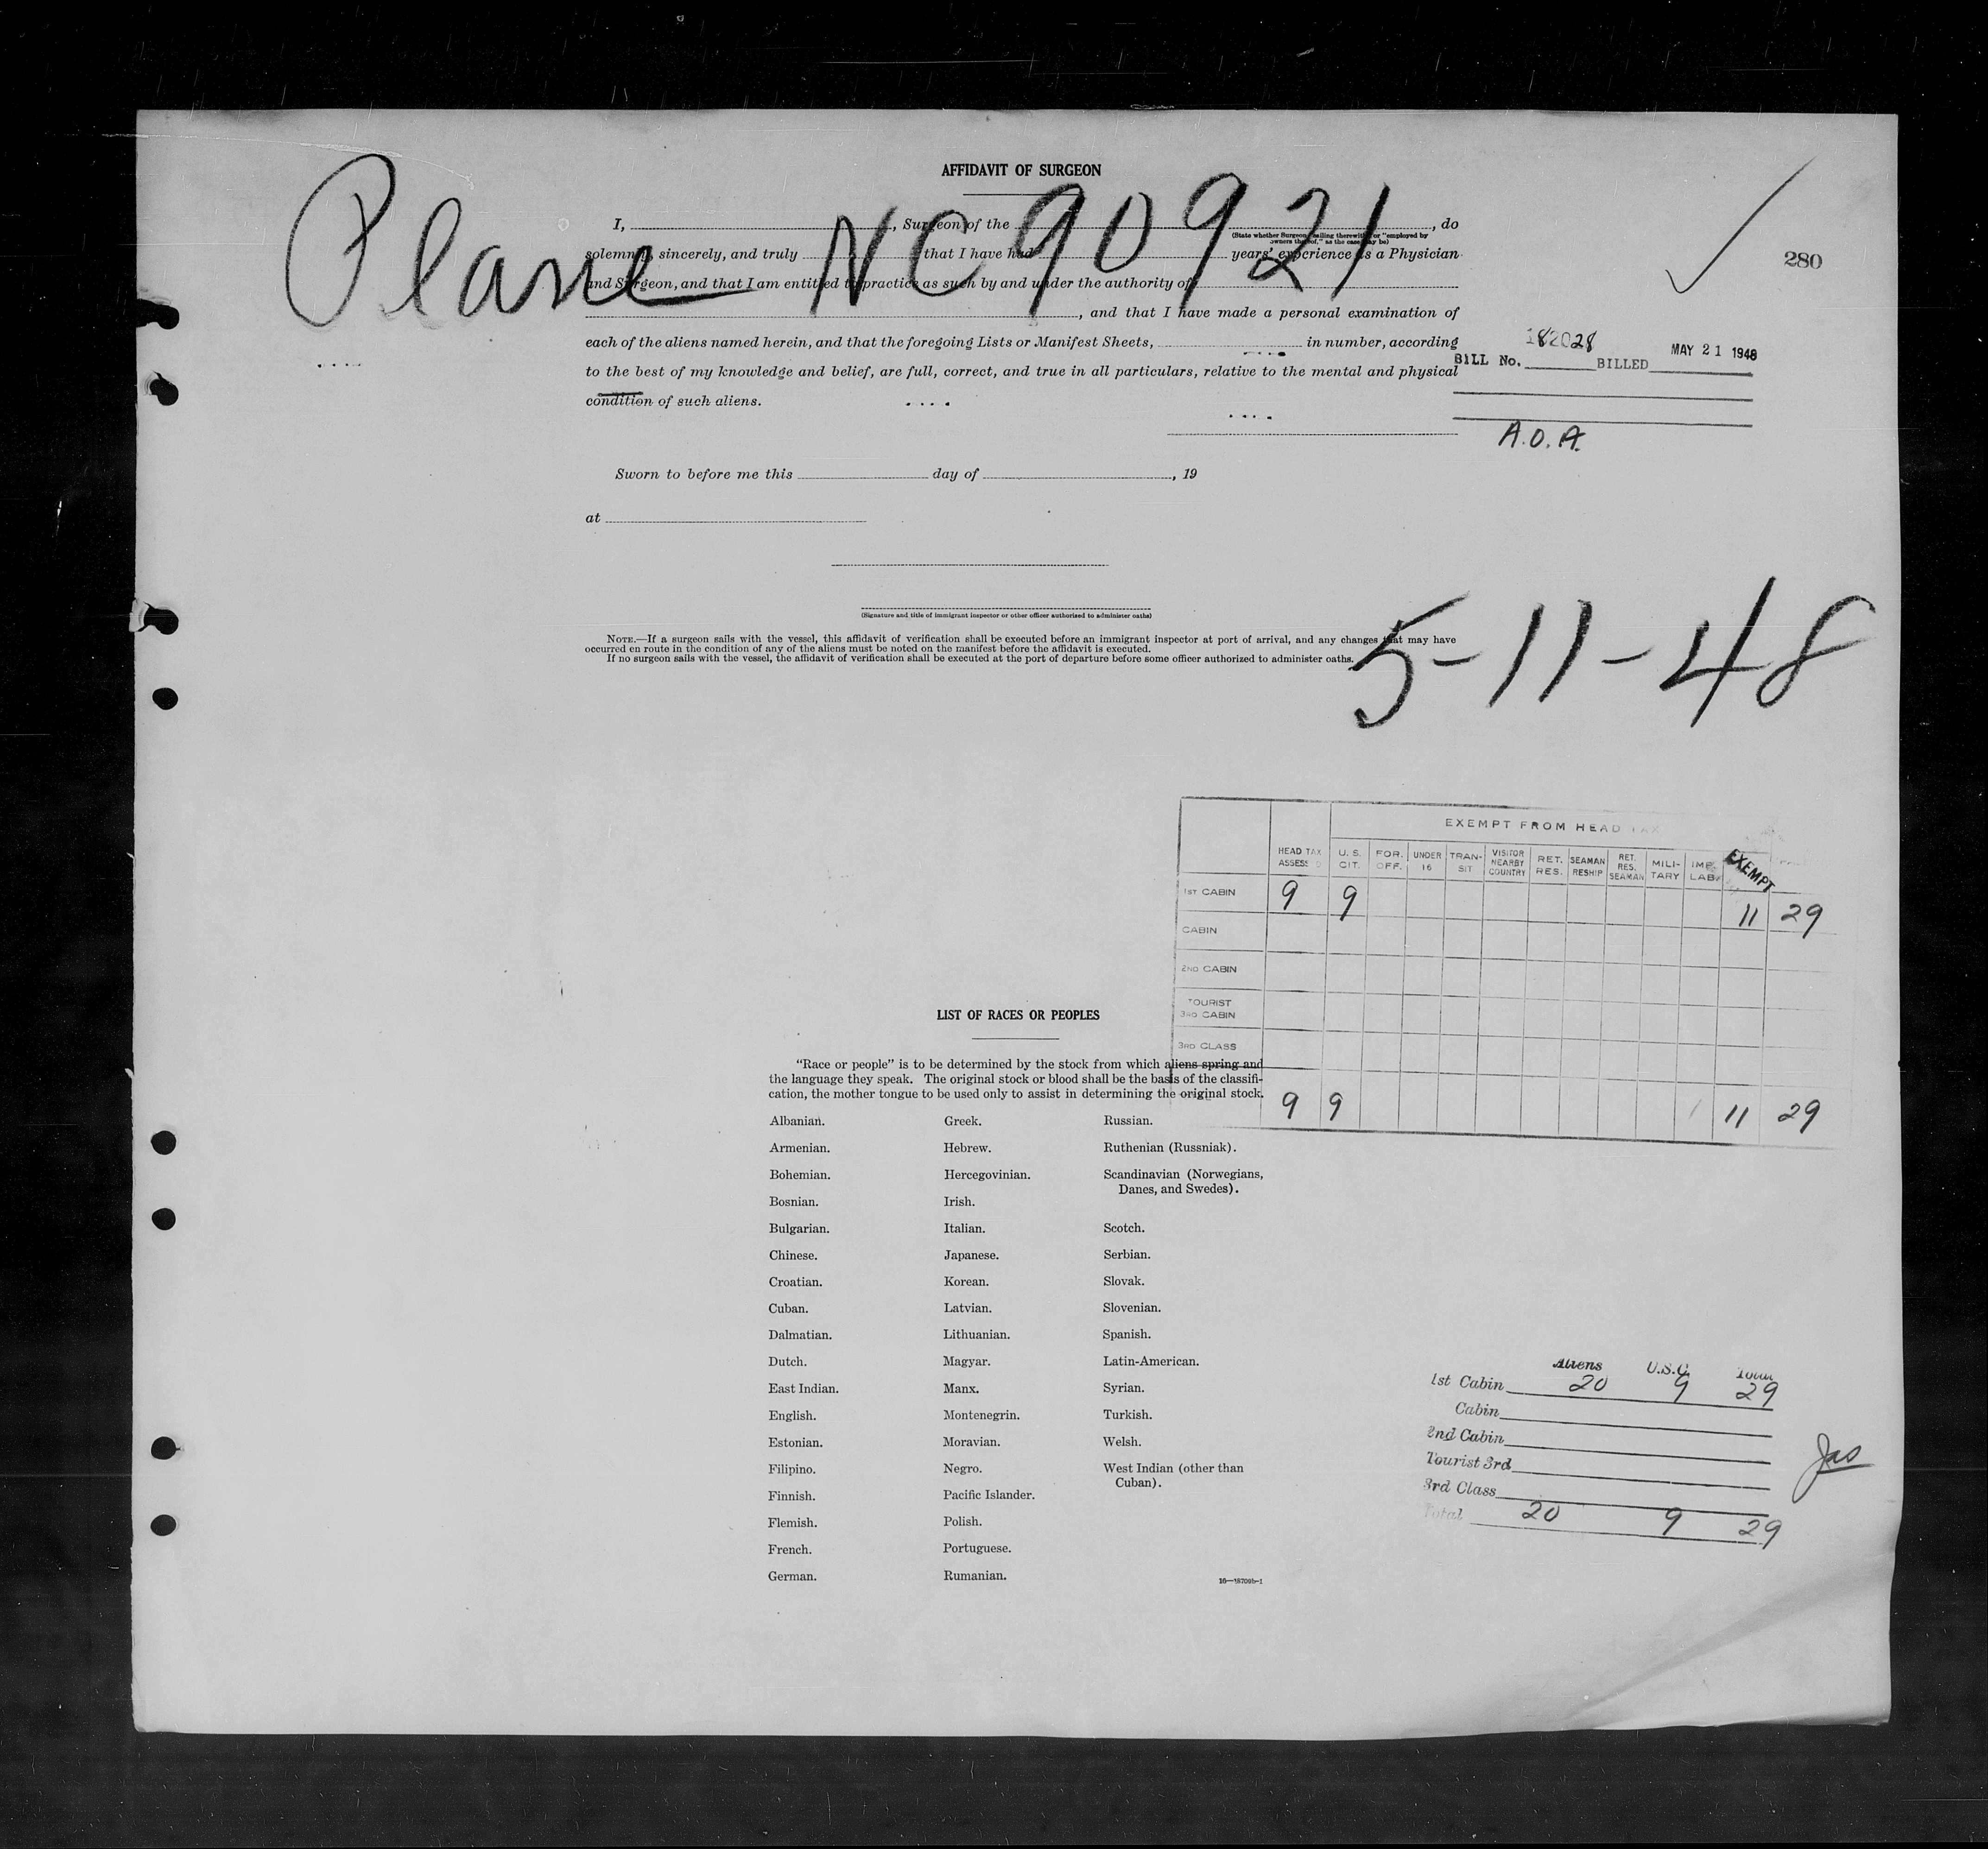 AFFIDAVIT OF SURGEON
Plane NC 90921
I, , Surgeon of the , do
(State whether Surgeon sailing therewith, or "employed by
owners thereof," as the case may be)
solemnly, sincerely, and truly that I have had years' experience as a Physician
and Surgeon, and that I am entitled to practice as such by and under the authority of
, and that I have made a personal examination of
each of the aliens named herein, and that the foregoing Lists or Manifest Sheets, in number, according
to the best of my knowledge and belief, are full, correct, and true in all particulars, relative to the mental and physical
condition of such aliens.
280
182028
BILL No. BILLED MAY 21 1948
A.O.A.
Sworn to before me this day of , 19
at
(Signature and title of immigrant inspector or other officer authorized to administer oaths)
NOTE.—If a surgeon sails with the vessel, this affidavit of verification shall be executed before an immigrant inspector at port of arrival, and any changes that may have
occurred en route in the condition of any of the aliens must be noted on the manifest before the affidavit is executed.
If no surgeon sails with the vessel, the affidavit of verification shall be executed at the port of departure before some officer authorized to administer oaths.
5-11-48
EXEMPT FROM HEAD TAX
HEAD TAX ASSESSED U. S. CIT. FOR. OFF. UNDER 16 TRAN-SIT VISITOR NEARBY COUNTRY RET. RES. SEAMAN RESHIP RET. RES. SEAMAN MILI-TARY LAB. EXEMPT
1ST CABIN 9 9 11 29
CABIN
2ND CABIN
TOURIST
3RD CABIN
3RD CLASS
9 9 11 29
LIST OF RACES OR PEOPLES
"Race or people" is to be determined by the stock from which aliens spring and
the language they speak. The original stock or blood shall be the basis of the classifi-
cation, the mother tongue to be used only to assist in determining the original stock.
Albanian. Greek. Russian.
Armenian. Hebrew. Ruthenian (Russniak).
Bohemian. Hercegovinian. Scandinavian (Norwegians,
Danes, and Swedes).
Bosnian. Irish.
Bulgarian. Italian. Scotch.
Chinese. Japanese. Serbian.
Croatian. Korean. Slovak.
Cuban. Latvian. Slovenian.
Dalmatian. Lithuanian. Spanish.
Dutch. Magyar. Latin-American.
East Indian. Manx. Syrian.
English. Montenegrin. Turkish.
Estonian. Moravian. Welsh.
Filipino. Negro. West Indian (other than
Cuban).
Finnish. Pacific Islander.
Flemish. Polish.
French. Portuguese.
German. Rumanian.
Aliens U.S.C. Total
1st Cabin 20 9 29
Cabin
2nd Cabin
Tourist 3rd
3rd Class
Total 20 9 29